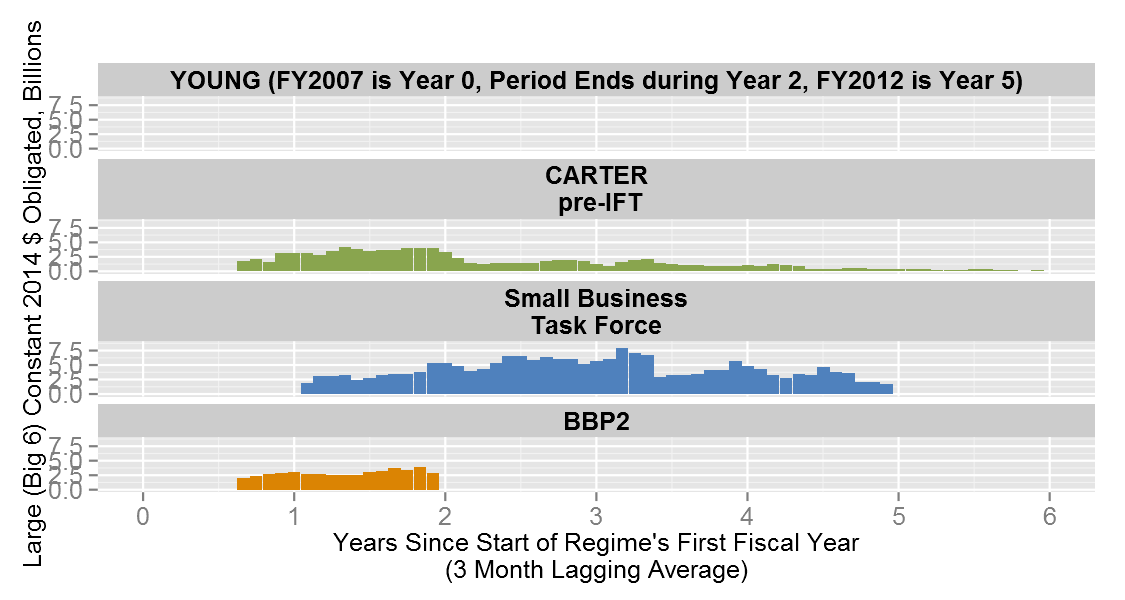 Large (Big 6) Constant 2014 $ Obligated, Billions
YOUNG (FY2007 is Year 0, Period Ends during Year 2, FY2012 is Year 5)
7.5
5.0
2.5
0.0
CARTER
pre-IFT
7.5
5.0
2.5
0.0
Small Business
Task Force
7.5
5.0
2.5
0.0
BBP2
7.5
5.0
2.5
0.0
0 1 2 3 4 5 6
Years Since Start of Regime's First Fiscal Year
(3 Month Lagging Average)